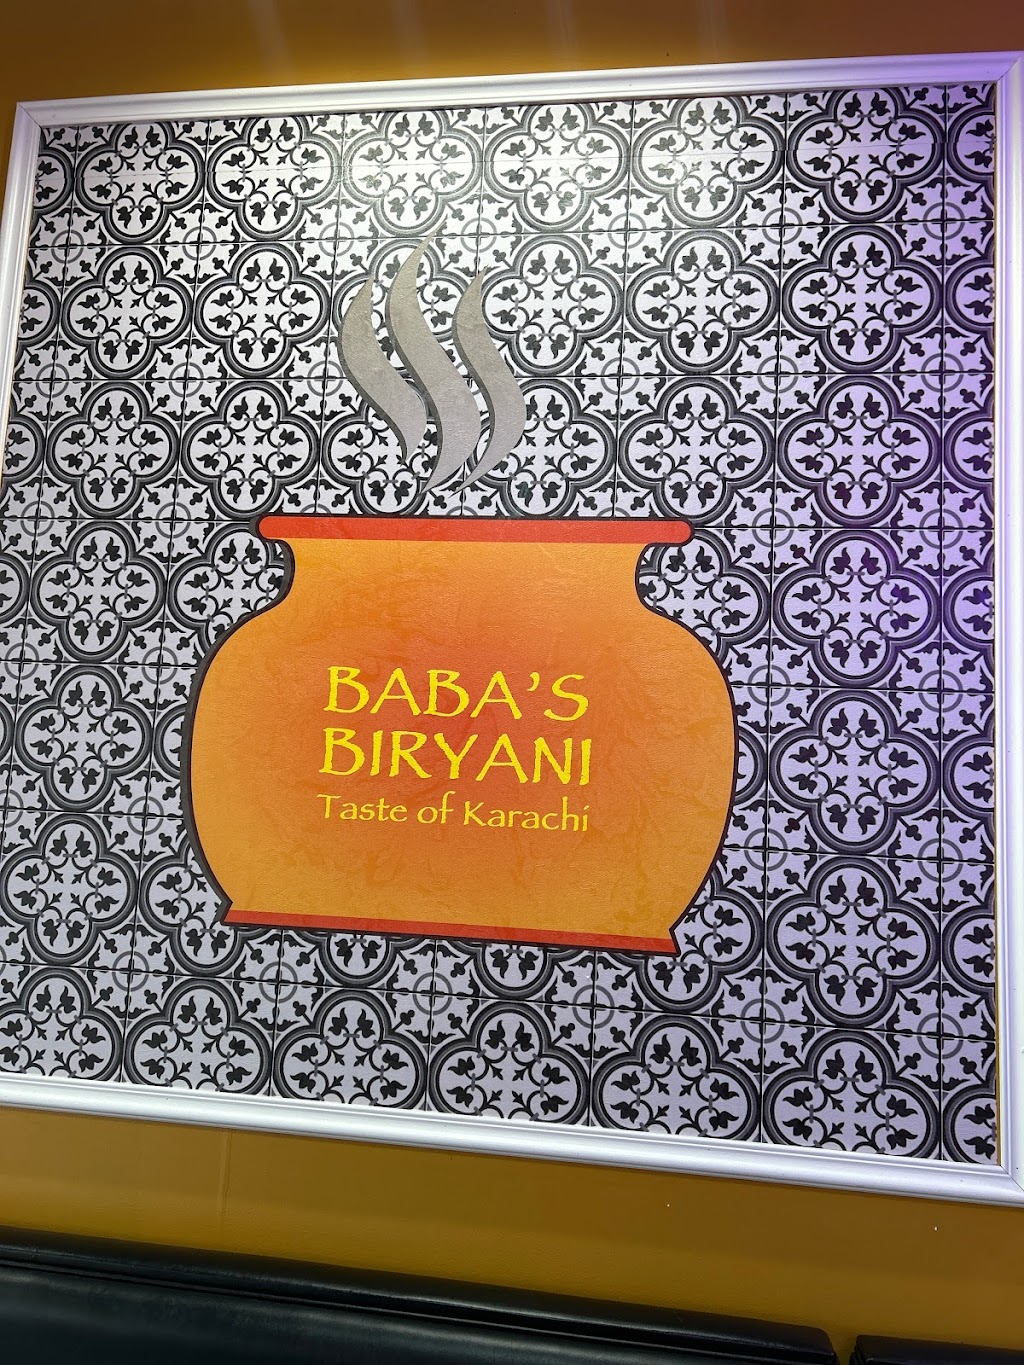 BABA'S
BIRYANI
Taste of Karachi